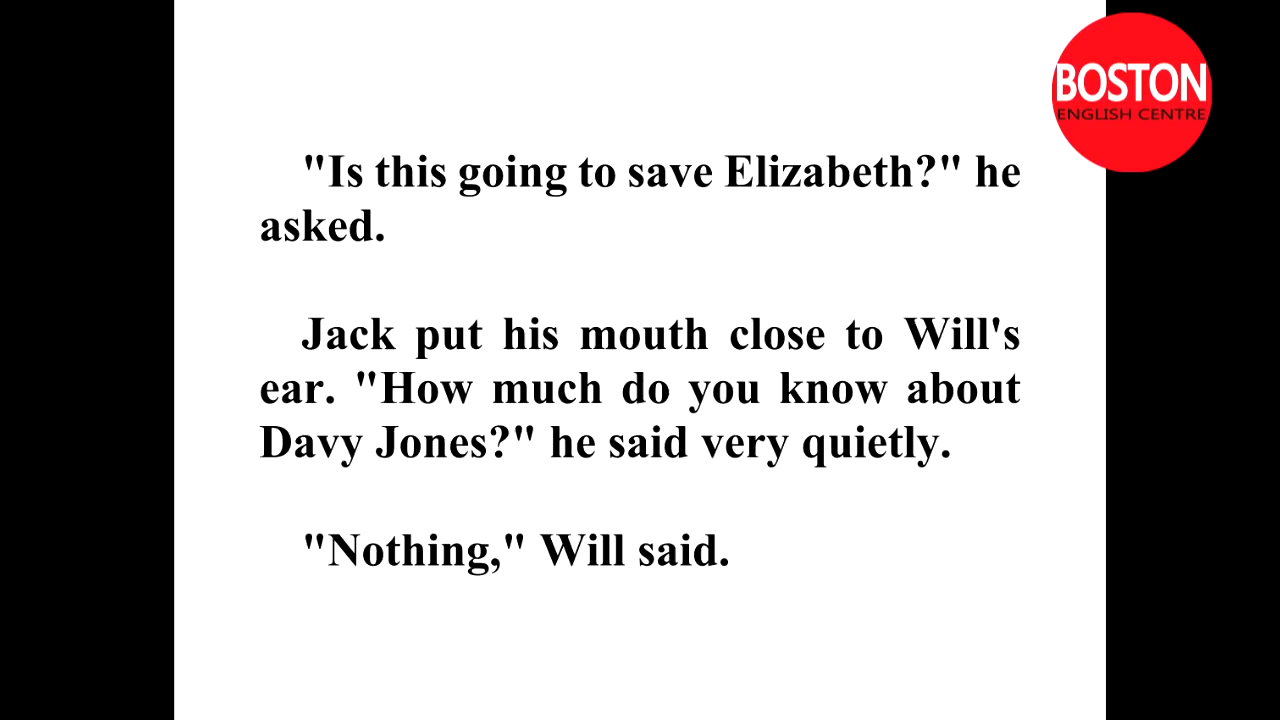 BOSTON
ENGLISH CENTRE
"Is this going to save Elizabeth?" he
asked.
Jack put his mouth close to Will's
ear. "How much do you know about
Davy Jones?" he said very quietly.
"Nothing," Will said.